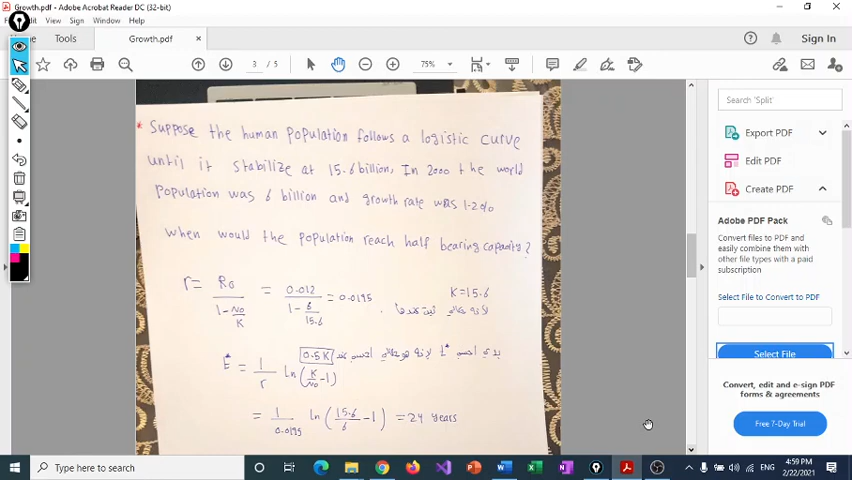 Growth.pdf - Adobe Acrobat Reader DC (32-bit)
View Sign Window Help
Tools Growth.pdf × Sign In
3 / 5 75%
* Suppose the human population follows a logistic curve
until it stabilize at 15.6 billion, In 2000 the world
Population was 6 billion and growth rate was 1.2%
when would the population reach half bearing capacity?
r = R0 / (1 - N0/K) = 0.012 / (1 - 6/15.6) = 0.0195
K = 15.6
t* = 1/r ln(K/N0 - 1)
بدي احسب t* لانه هو حالي احسب عند 0.5K
= 1/0.0195 ln(15.6/6 - 1) = 24 years
Search 'Split'
Export PDF
Edit PDF
Create PDF
Adobe PDF Pack
Convert files to PDF and
easily combine them
with other file types with a paid
subscription
Select File to Convert to PDF
Select File
Convert, edit and e-sign PDF
forms & agreements
Free 7-Day Trial
Type here to search
ENG
4:59 PM
2/22/2021